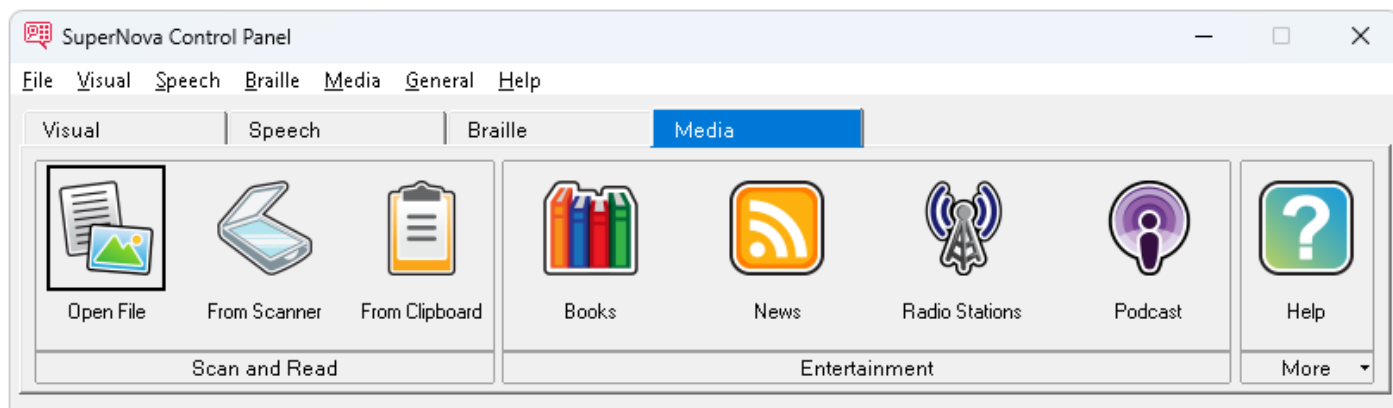 SuperNova Control Panel
File Visual Speech Braille Media General Help
Visual Speech Braille Media
Open File From Scanner From Clipboard Books News Radio Stations Podcast Help
Scan and Read Entertainment More